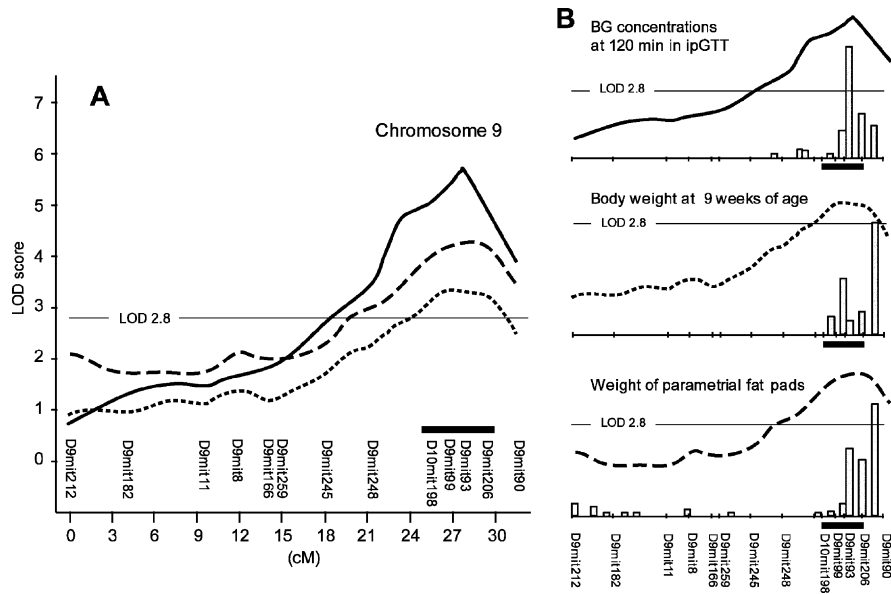 A
Chromosome 9
LOD score
7
6
5
4
3
2
1
0
LOD 2.8
D9mit212
D9mit182
D9mit11
D9mit8
D9mit166
D9mit259
D9mit245
D9mit248
D10mit198
D9mit99
D9mit93
D9mit206
D9mit90
0 3 6 9 12 15 18 21 24 27 30
(cM)
B
BG concentrations
at 120 min in ipGTT
LOD 2.8
Body weight at 9 weeks of age
LOD 2.8
Weight of parametrial fat pads
LOD 2.8
D9mit212
D9mit182
D9mit11
D9mit8
D9mit166
D9mit259
D9mit245
D9mit248
D10mit198
D9mit99
D9mit93
D9mit206
D9mit90